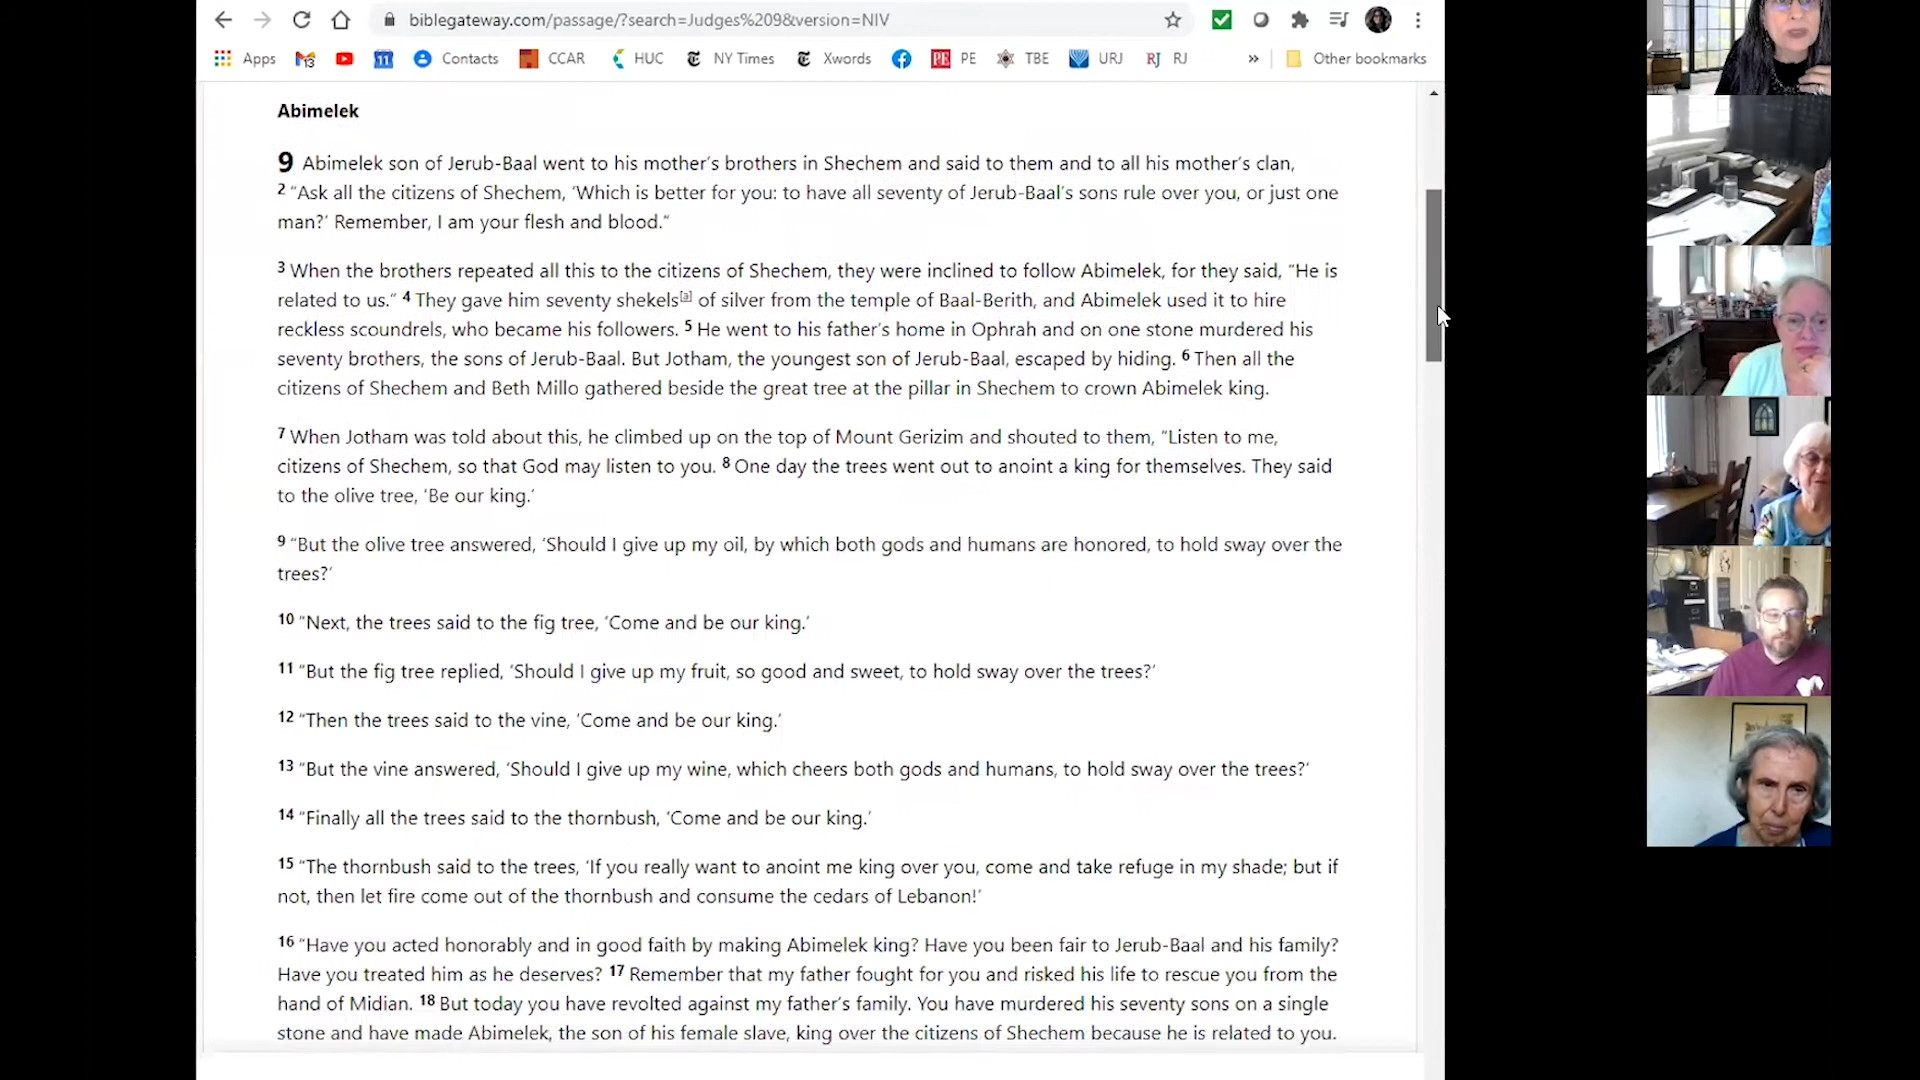 biblegateway.com/passage/?search=Judges%209&version=NIV
Apps 13 11 Contacts CCAR HUC NY Times Xwords PE PE TBE URJ RJ RJ » Other bookmarks
Abimelek
9 Abimelek son of Jerub-Baal went to his mother's brothers in Shechem and said to them and to all his mother's clan,
2 "Ask all the citizens of Shechem, 'Which is better for you: to have all seventy of Jerub-Baal's sons rule over you, or just one
man?' Remember, I am your flesh and blood."
3 When the brothers repeated all this to the citizens of Shechem, they were inclined to follow Abimelek, for they said, "He is
related to us." 4 They gave him seventy shekels[a] of silver from the temple of Baal-Berith, and Abimelek used it to hire
reckless scoundrels, who became his followers. 5 He went to his father's home in Ophrah and on one stone murdered his
seventy brothers, the sons of Jerub-Baal. But Jotham, the youngest son of Jerub-Baal, escaped by hiding. 6 Then all the
citizens of Shechem and Beth Millo gathered beside the great tree at the pillar in Shechem to crown Abimelek king.
7 When Jotham was told about this, he climbed up on the top of Mount Gerizim and shouted to them, "Listen to me,
citizens of Shechem, so that God may listen to you. 8 One day the trees went out to anoint a king for themselves. They said
to the olive tree, 'Be our king.'
9 "But the olive tree answered, 'Should I give up my oil, by which both gods and humans are honored, to hold sway over the
trees?'
10 "Next, the trees said to the fig tree, 'Come and be our king.'
11 "But the fig tree replied, 'Should I give up my fruit, so good and sweet, to hold sway over the trees?'
12 "Then the trees said to the vine, 'Come and be our king.'
13 "But the vine answered, 'Should I give up my wine, which cheers both gods and humans, to hold sway over the trees?'
14 "Finally all the trees said to the thornbush, 'Come and be our king.'
15 "The thornbush said to the trees, 'If you really want to anoint me king over you, come and take refuge in my shade; but if
not, then let fire come out of the thornbush and consume the cedars of Lebanon!'
16 "Have you acted honorably and in good faith by making Abimelek king? Have you been fair to Jerub-Baal and his family?
Have you treated him as he deserves? 17 Remember that my father fought for you and risked his life to rescue you from the
hand of Midian. 18 But today you have revolted against my father's family. You have murdered his seventy sons on a single
stone and have made Abimelek, the son of his female slave, king over the citizens of Shechem because he is related to you.